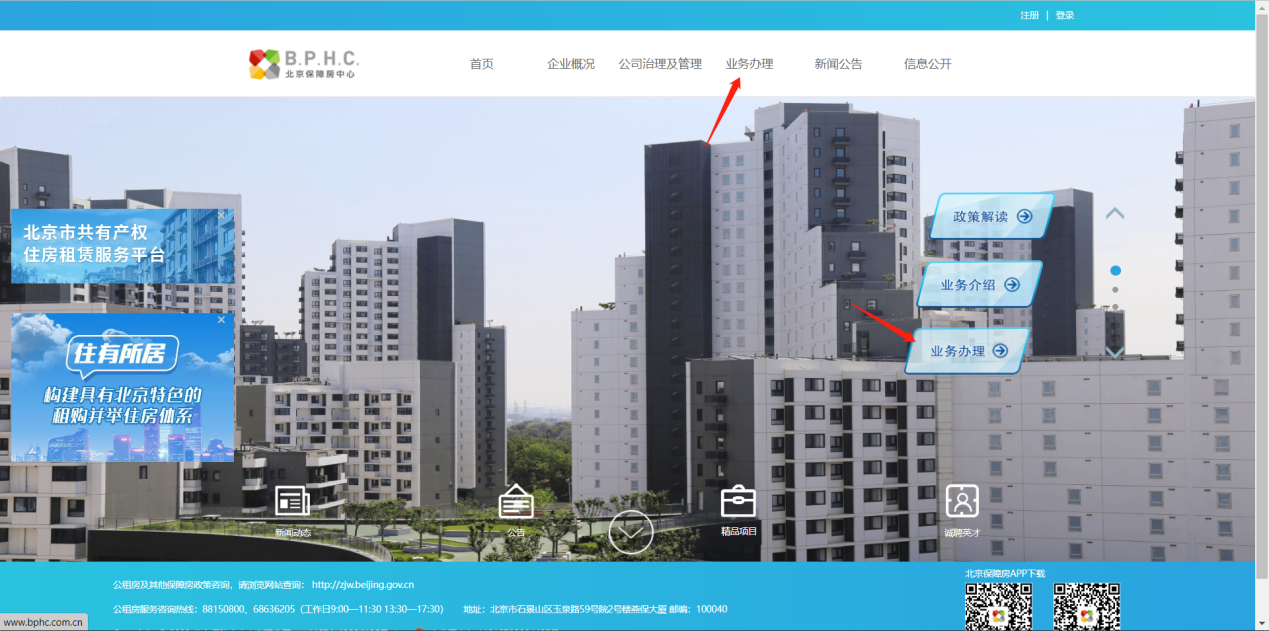 注册 | 登录
B.P.H.C.
北京保障房中心
首页 企业概况 公司治理及管理 业务办理 新闻公告 信息公开
北京市共有产权
住房租赁服务平台
政策解读
业务介绍
业务办理
住有所居
构建具有北京特色的
租购并举住房体系
新闻动态 公告 精品项目 诚聘英才
公租房及其他保障房政策咨询，请浏览网站查询： http://zjw.beijing.gov.cn
北京保障房APP下载
公租房服务咨询热线：88150800、68636205（工作日9:00—11:30 13:30—17:30） 地址：北京市石景山区玉泉路59号院2号楼燕保大厦 邮编：100040
www.bphc.com.cn